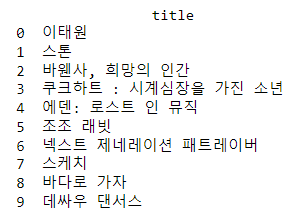 title
0 이태원
1 스톤
2 바웬사, 희망의 인간
3 쿠크하트 : 시계심장을 가진 소년
4 에덴: 로스트 인 뮤직
5 조조 래빗
6 넥스트 제네레이션 패트레이버
7 스케치
8 바다로 가자
9 데싸우 댄서스